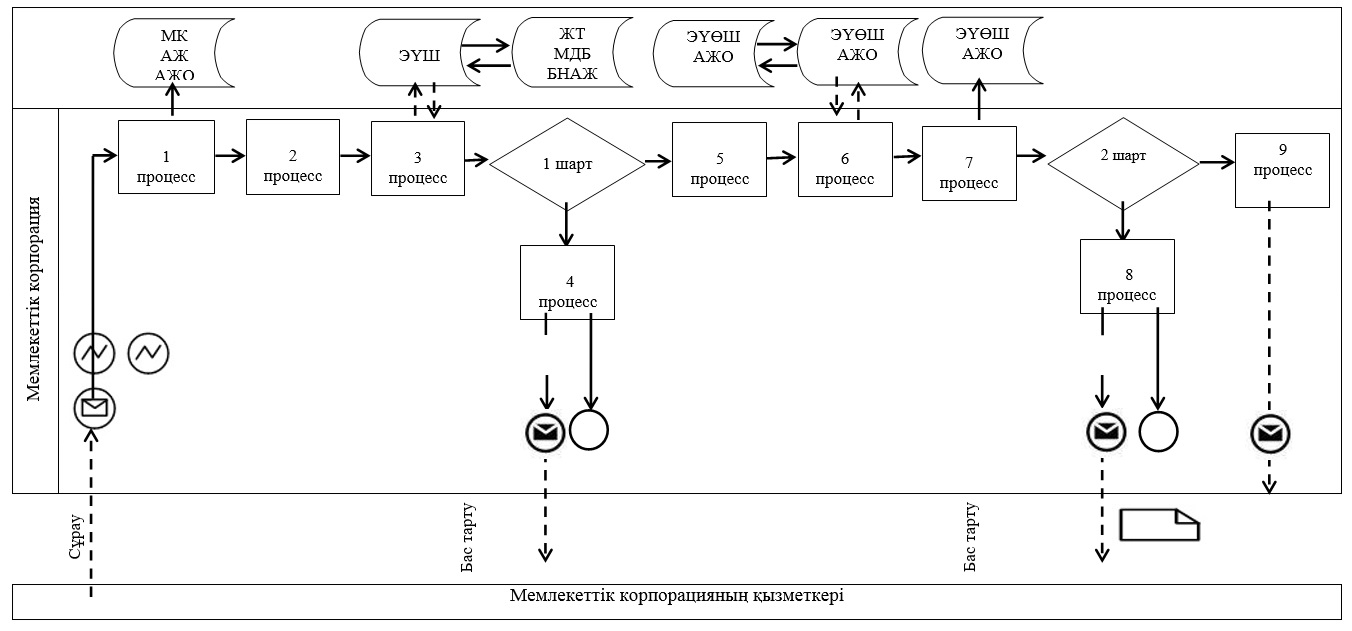 МК
АЖ
АЖО
ЭҮШ
ЖТ
МДБ
БНАЖ
ЭҮӨШ
АЖО
ЭҮӨШ
АЖО
ЭҮӨШ
АЖО
Мемлекеттік корпорация
1
процесс
2
процесс
3
процесс
1 шарт
5
процесс
6
процесс
7
процесс
2 шарт
9
процесс
4
процесс
8
процесс
Сұрау
Бас тарту
Бас тарту
Мемлекеттік корпорацияның қызметкері